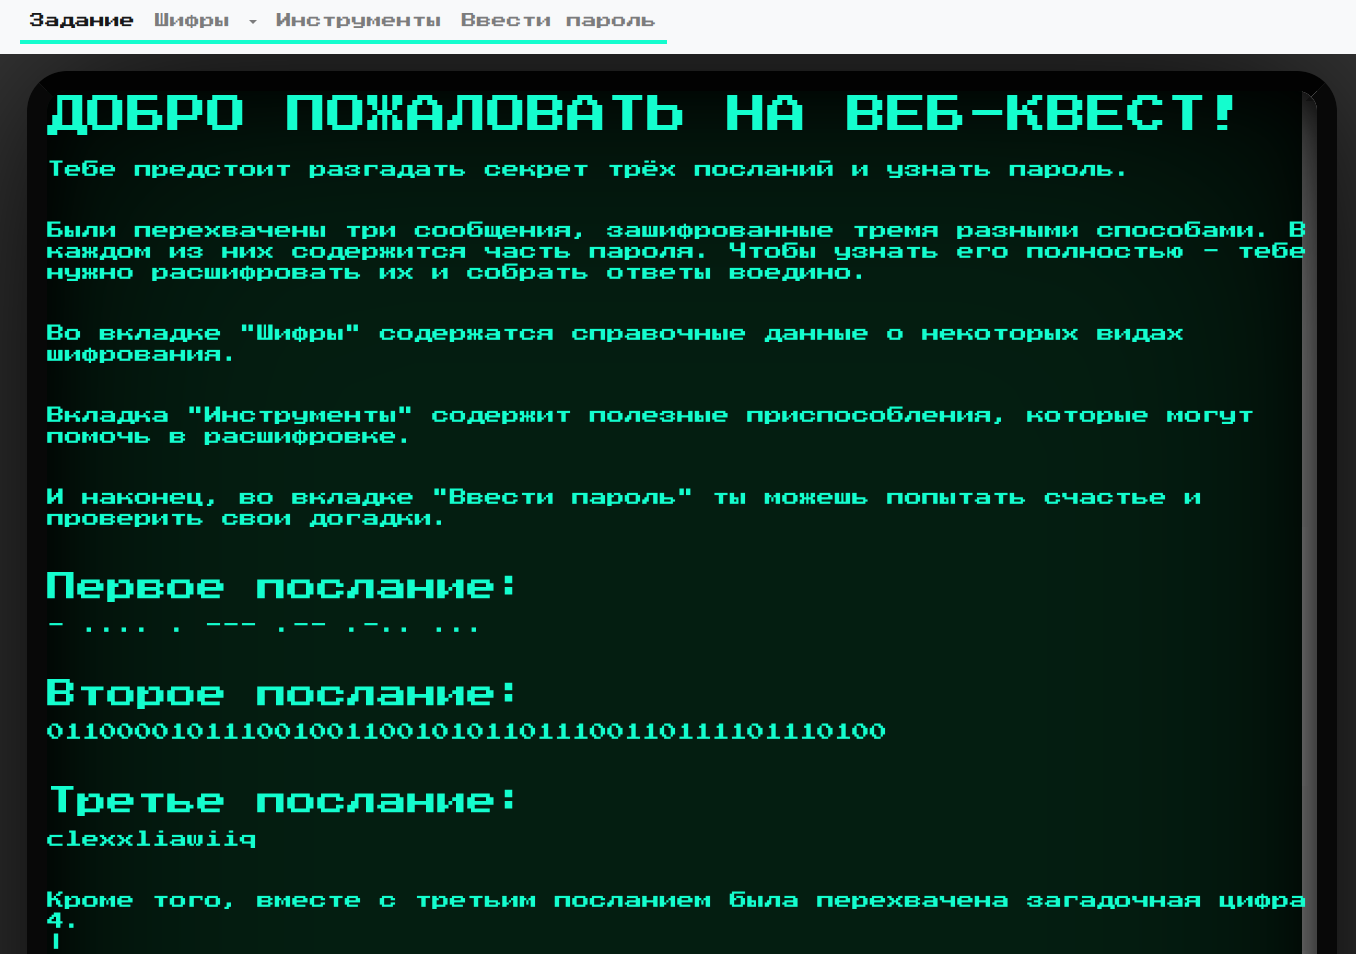 Задание Шифры Инструменты Ввести пароль
ДОБРО ПОЖАЛОВАТЬ НА ВЕБ-КВЕСТ!
Тебе предстоит разгадать секрет трёх посланий и узнать пароль.
Были перехвачены три сообщения, зашифрованные тремя разными способами. В
каждом из них содержится часть пароля. Чтобы узнать его полностью - тебе
нужно расшифровать их и собрать ответы воедино.
Во вкладке "Шифры" содержатся справочные данные о некоторых видах
шифрования.
Вкладка "Инструменты" содержит полезные приспособления, которые могут
помочь в расшифровке.
И наконец, во вкладке "Ввести пароль" ты можешь попытать счастье и
проверить свои догадки.
Первое послание:
- .... . --- .-- .-.. ...
Второе послание:
011000010111001001100101011011100110111101110100
Третье послание:
clexxliawiiq
Кроме того, вместе с третьим посланием была перехвачена загадочная цифра
4.